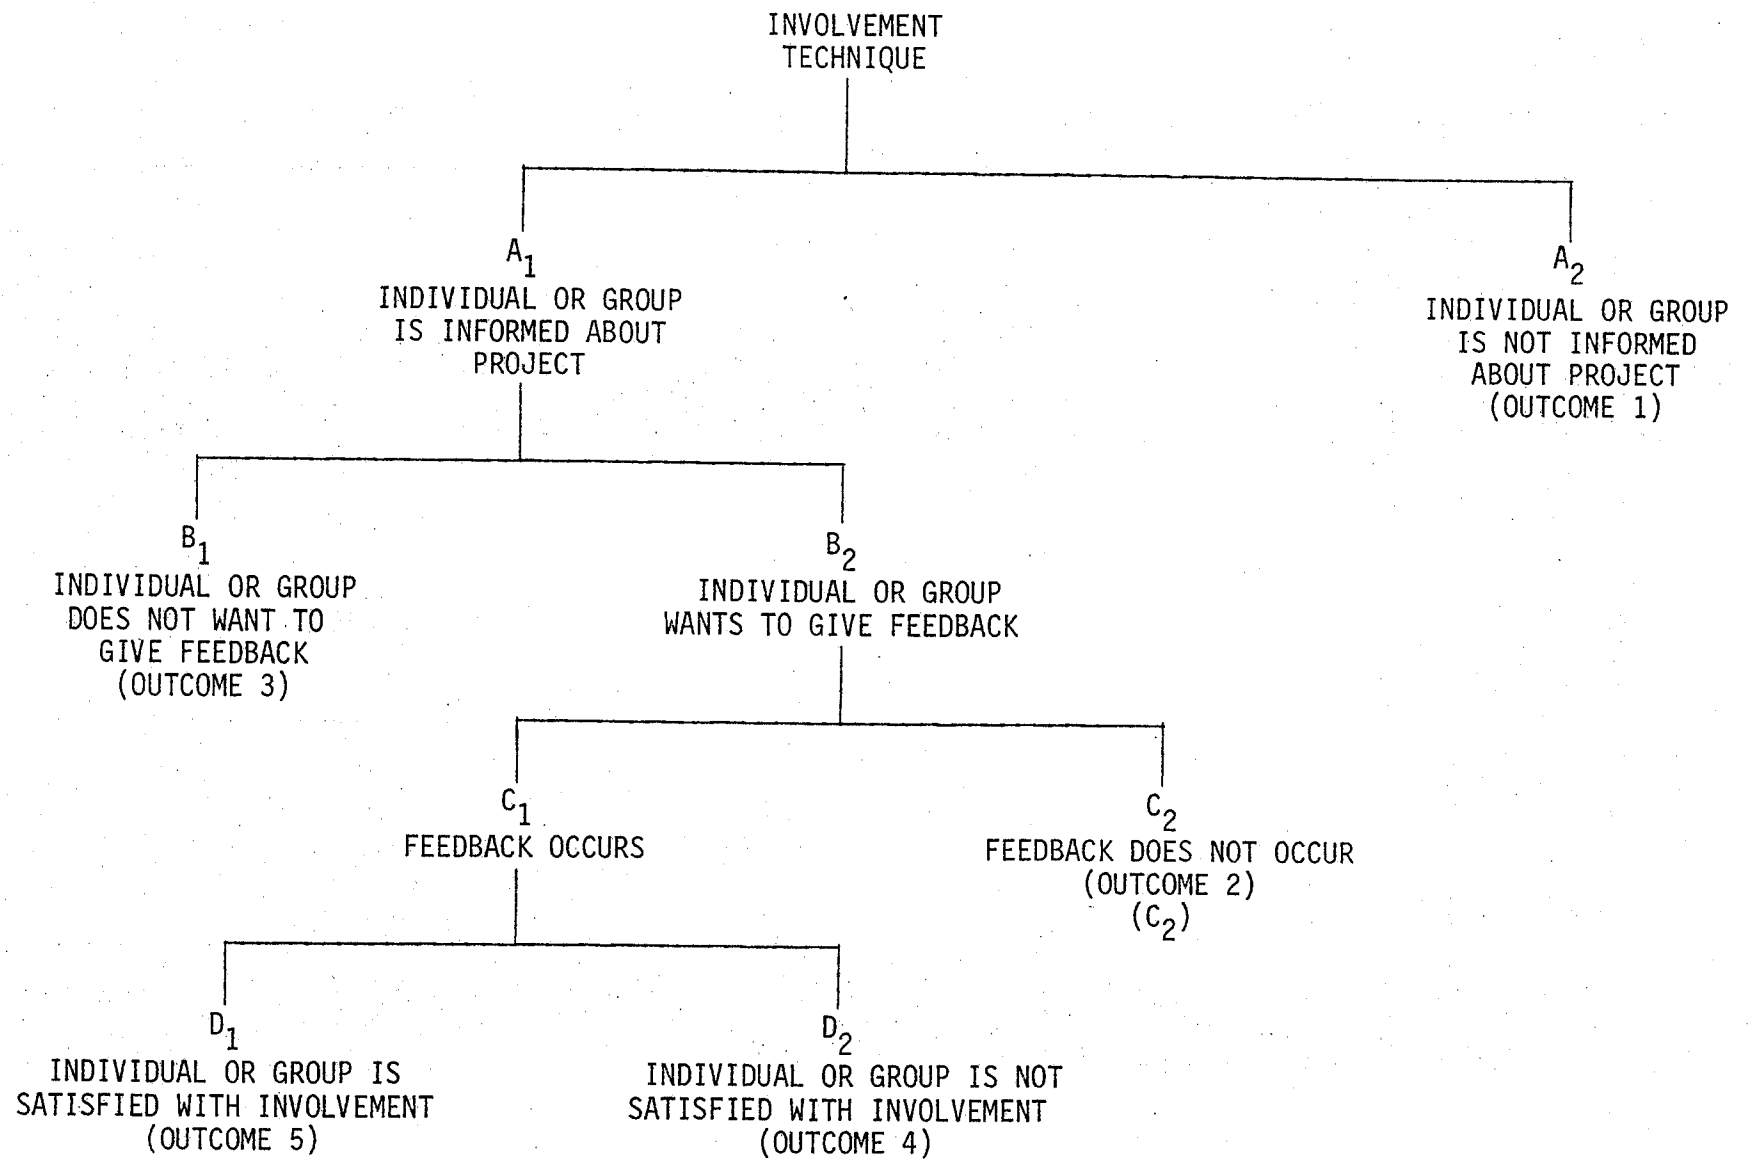 INVOLVEMENT
TECHNIQUE
A1
INDIVIDUAL OR GROUP
IS INFORMED ABOUT
PROJECT
A2
INDIVIDUAL OR GROUP
IS NOT INFORMED
ABOUT PROJECT
(OUTCOME 1)
B1
INDIVIDUAL OR GROUP
DOES NOT WANT TO
GIVE FEEDBACK
(OUTCOME 3)
B2
INDIVIDUAL OR GROUP
WANTS TO GIVE FEEDBACK
C1
FEEDBACK OCCURS
C2
FEEDBACK DOES NOT OCCUR
(OUTCOME 2)
(C2)
D1
INDIVIDUAL OR GROUP IS
SATISFIED WITH INVOLVEMENT
(OUTCOME 5)
D2
INDIVIDUAL OR GROUP IS NOT
SATISFIED WITH INVOLVEMENT
(OUTCOME 4)